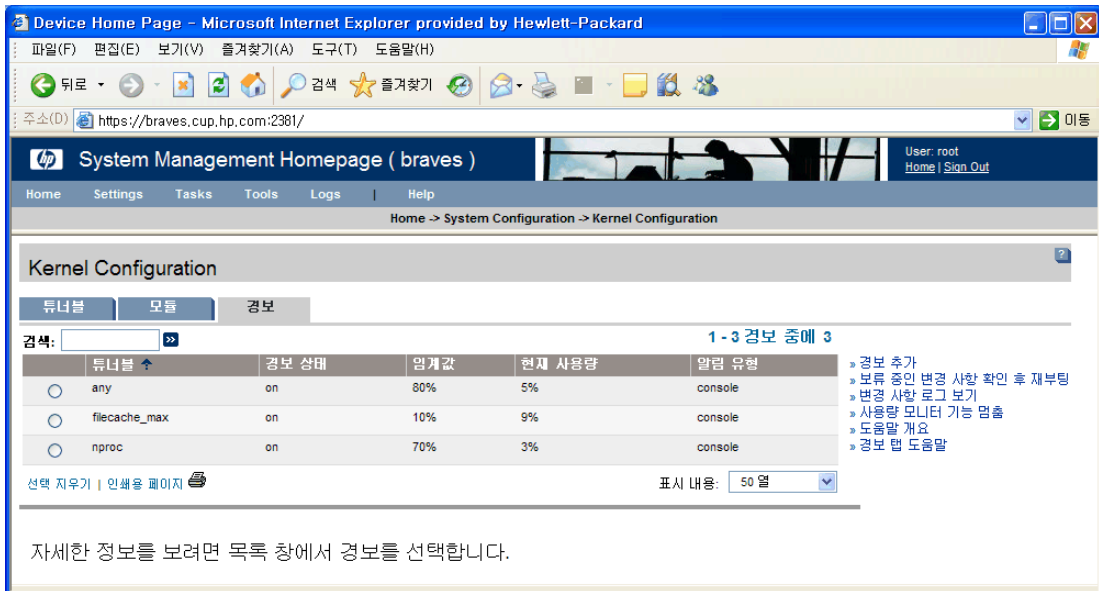 Device Home Page - Microsoft Internet Explorer provided by Hewlett-Packard
파일(F) 편집(E) 보기(V) 즐겨찾기(A) 도구(T) 도움말(H)
뒤로 검색 즐겨찾기
주소(D) https://braves.cup.hp.com:2381/ 이동
hp System Management Homepage ( braves )
User: root
Home | Sign Out
Home Settings Tasks Tools Logs | Help
Home -> System Configuration -> Kernel Configuration
Kernel Configuration ?
튜너블 모듈 경보
검색: » 1 - 3 경보 중에 3
튜너블 경보 상태 임계값 현재 사용량 알림 유형
any on 80% 5% console
filecache_max on 10% 9% console
nproc on 70% 3% console
» 경보 추가
» 보류 중인 변경 사항 확인 후 재부팅
» 변경 사항 로그 보기
» 사용량 모니터 기능 멈춤
» 도움말 개요
» 경보 탭 도움말
선택 지우기 | 인쇄용 페이지 표시 내용: 50 열
자세한 정보를 보려면 목록 창에서 경보를 선택합니다.